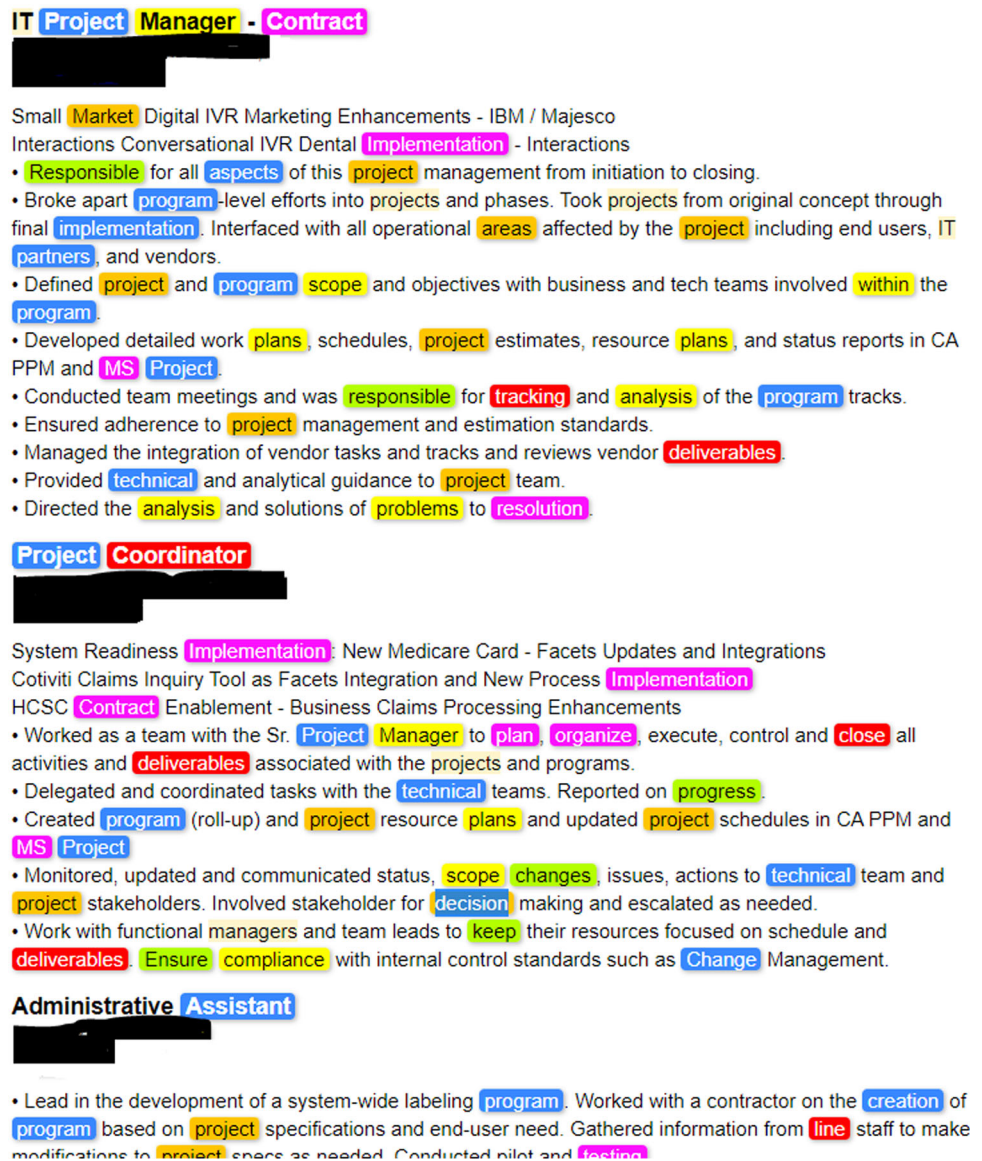 IT Project Manager - Contract
Small Market Digital IVR Marketing Enhancements - IBM / Majesco
Interactions Conversational IVR Dental Implementation - Interactions
• Responsible for all aspects of this project management from initiation to closing.
• Broke apart program-level efforts into projects and phases. Took projects from original concept through
final implementation. Interfaced with all operational areas affected by the project including end users, IT
partners, and vendors.
• Defined project and program scope and objectives with business and tech teams involved within the
program.
• Developed detailed work plans, schedules, project estimates, resource plans, and status reports in CA
PPM and MS Project.
• Conducted team meetings and was responsible for tracking and analysis of the program tracks.
• Ensured adherence to project management and estimation standards.
• Managed the integration of vendor tasks and tracks and reviews vendor deliverables.
• Provided technical and analytical guidance to project team.
• Directed the analysis and solutions of problems to resolution.
Project Coordinator
System Readiness Implementation: New Medicare Card - Facets Updates and Integrations
Cotiviti Claims Inquiry Tool as Facets Integration and New Process Implementation
HCSC Contract Enablement - Business Claims Processing Enhancements
• Worked as a team with the Sr. Project Manager to plan, organize, execute, control and close all
activities and deliverables associated with the projects and programs.
• Delegated and coordinated tasks with the technical teams. Reported on progress.
• Created program (roll-up) and project resource plans and updated project schedules in CA PPM and
MS Project
• Monitored, updated and communicated status, scope changes, issues, actions to technical team and
project stakeholders. Involved stakeholder for decision making and escalated as needed.
• Work with functional managers and team leads to keep their resources focused on schedule and
deliverables. Ensure compliance with internal control standards such as Change Management.
Administrative Assistant
• Lead in the development of a system-wide labeling program. Worked with a contractor on the creation of
program based on project specifications and end-user need. Gathered information from line staff to make
modifications to project specs as needed. Conducted pilot and testing